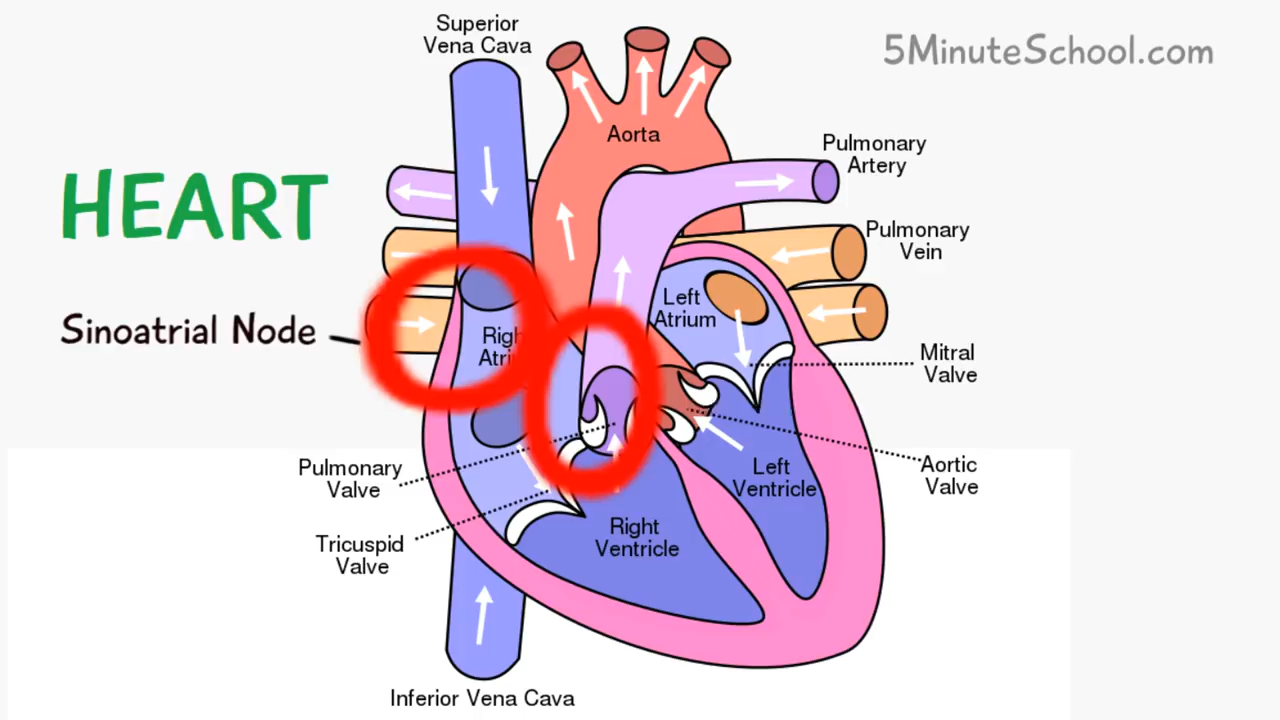 Superior
Vena Cava
5MinuteSchool.com
Aorta
Pulmonary
Artery
HEART
Pulmonary
Vein
Left
Atrium
Sinoatrial Node
Mitral
Valve
Pulmonary
Valve
Left
Ventricle
Aortic
Valve
Right
Ventricle
Tricuspid
Valve
Inferior Vena Cava